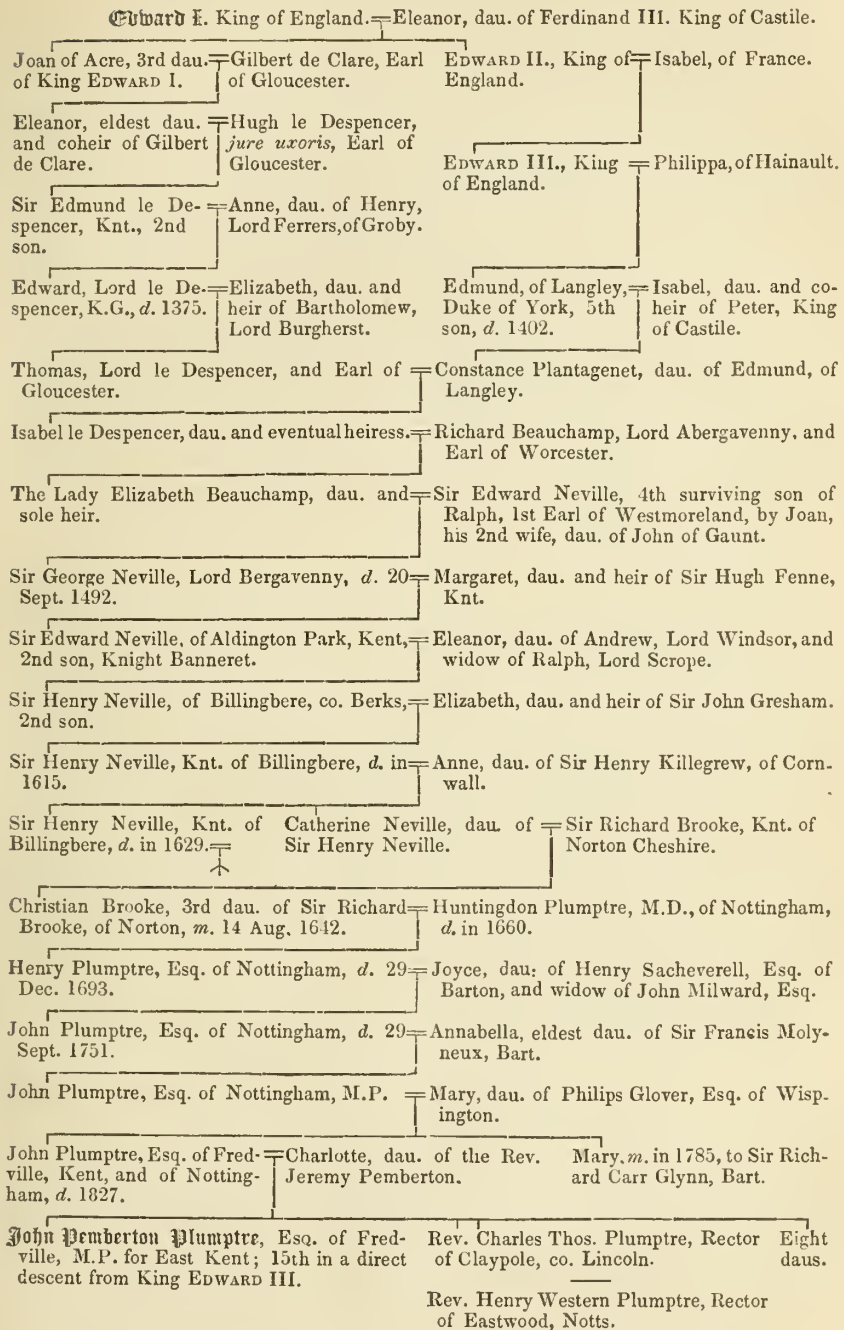 Edward I. King of England. Eleanor, dau. of Ferdinand III. King of Castile.
Joan of Acre, 3rd dau.
of King EDWARD I.
Gilbert de Clare, Earl
of Gloucester.
EDWARD II., King of
England.
Isabel, of France.
Eleanor, eldest dau.
and coheir of Gilbert
de Clare.
Hugh le Despencer,
jure uxoris, Earl of
Gloucester.
EDWARD III., King
of England.
Philippa, of Hainault.
Sir Edmund le De-
spencer, Knt., 2nd
son.
Anne, dau. of Henry,
Lord Ferrers, of Groby.
Edward, Lord le De-
spencer, K.G., d. 1375.
Elizabeth, dau. and
heir of Bartholomew,
Lord Burgherst.
Edmund, of Langley,
Duke of York, 5th
son, d. 1402.
Isabel, dau. and co-
heir of Peter, King
of Castile.
Thomas, Lord le Despencer, and Earl of
Gloucester.
Constance Plantagenet, dau. of Edmund, of
Langley.
Isabel le Despencer, dau. and eventual heiress.
Richard Beauchamp, Lord Abergavenny, and
Earl of Worcester.
The Lady Elizabeth Beauchamp, dau. and
sole heir.
Sir Edward Neville, 4th surviving son of
Ralph, 1st Earl of Westmoreland, by Joan,
his 2nd wife, dau. of John of Gaunt.
Sir George Neville, Lord Bergavenny, d. 20
Sept. 1492.
Margaret, dau. and heir of Sir Hugh Fenne,
Knt.
Sir Edward Neville, of Aldington Park, Kent,
2nd son, Knight Banneret.
Eleanor, dau. of Andrew, Lord Windsor, and
widow of Ralph, Lord Scrope.
Sir Henry Neville, of Billingbere, co. Berks,
2nd son.
Elizabeth, dau. and heir of Sir John Gresham.
Sir Henry Neville, Knt. of Billingbere, d. in
1615.
Anne, dau. of Sir Henry Killegrew, of Corn-
wall.
Sir Henry Neville, Knt. of
Billingbere, d. in 1629.
Catherine Neville, dau. of
Sir Henry Neville.
Sir Richard Brooke, Knt. of
Norton Cheshire.
Christian Brooke, 3rd dau. of Sir Richard
Brooke, of Norton, m. 14 Aug. 1642.
Huntingdon Plumptre, M.D., of Nottingham,
d. in 1660.
Henry Plumptre, Esq. of Nottingham, d. 29
Dec. 1693.
Joyce, dau. of Henry Sacheverell, Esq. of
Barton, and widow of John Milward, Esq.
John Plumptre, Esq. of Nottingham, d. 29
Sept. 1751.
Annabella, eldest dau. of Sir Francis Moly-
neux, Bart.
John Plumptre, Esq. of Nottingham, M.P.
Mary, dau. of Philips Glover, Esq. of Wisp-
ington.
John Plumptre, Esq. of Fred-
ville, Kent, and of Notting-
ham, d. 1827.
Charlotte, dau. of the Rev.
Jeremy Pemberton.
Mary, m. in 1785, to Sir Rich-
ard Carr Glynn, Bart.
John Pemberton Plumptre, ESQ. of Fred-
ville, M.P. for East Kent; 15th in a direct
descent from King EDWARD III.
Rev. Charles Thos. Plumptre, Rector
of Claypole, co. Lincoln.
Eight
daus.
Rev. Henry Western Plumptre, Rector
of Eastwood, Notts.